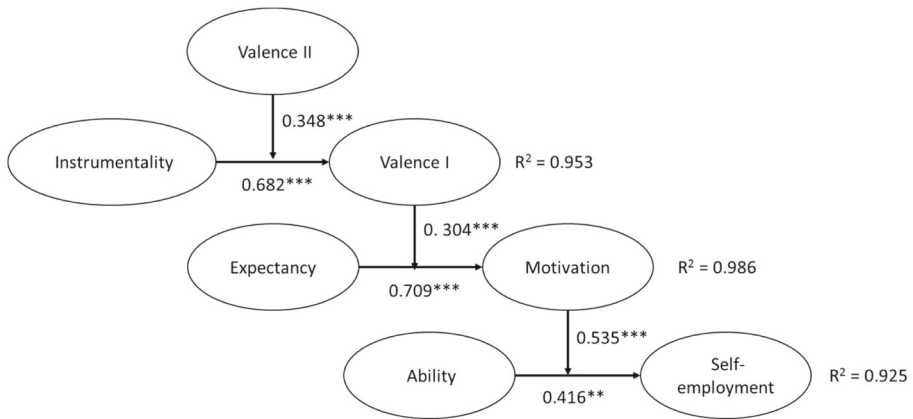 Valence II
0.348***
Instrumentality
Valence I
R² = 0.953
0.682***
0. 304***
Expectancy
Motivation
R² = 0.986
0.709***
0.535***
Ability
Self-
employment
R² = 0.925
0.416**